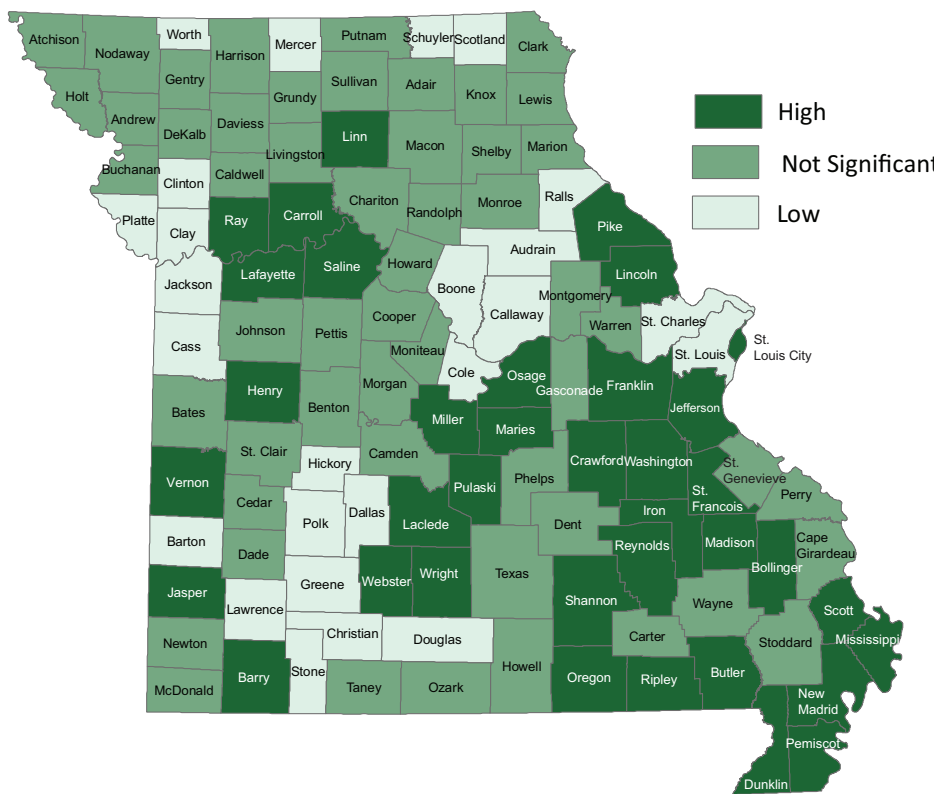 Worth
Mercer
Putnam
Schuyler
Scotland
Clark
Atchison
Nodaway
Harrison
Gentry
Sullivan
Adair
Knox
Lewis
Holt
Grundy
Andrew
DeKalb
Daviess
Linn
Macon
Shelby
Marion
Livingston
Buchanan
Clinton
Caldwell
Chariton
Randolph
Monroe
Ralls
Platte
Clay
Ray
Carroll
Pike
Audrain
Lafayette
Saline
Howard
Boone
Lincoln
Jackson
Callaway
Montgomery
Johnson
Pettis
Cooper
Warren
St. Charles
Cass
Moniteau
Cole
Osage
Gasconade
Franklin
St. Louis
St.
Louis City
Bates
Henry
Benton
Morgan
Miller
Maries
Jefferson
St. Clair
Hickory
Camden
Crawford
Washington
Vernon
Cedar
Polk
Dallas
Laclede
Pulaski
Phelps
St.
Francois
St.
Genevieve
Perry
Barton
Dade
Dent
Iron
Reynolds
Madison
Bollinger
Cape
Girardeau
Jasper
Lawrence
Greene
Webster
Wright
Texas
Shannon
Wayne
Scott
Newton
Christian
Douglas
Carter
Stoddard
Mississippi
McDonald
Barry
Stone
Taney
Ozark
Howell
Oregon
Ripley
Butler
New
Madrid
Pemiscot
Dunklin
High
Not Significant
Low